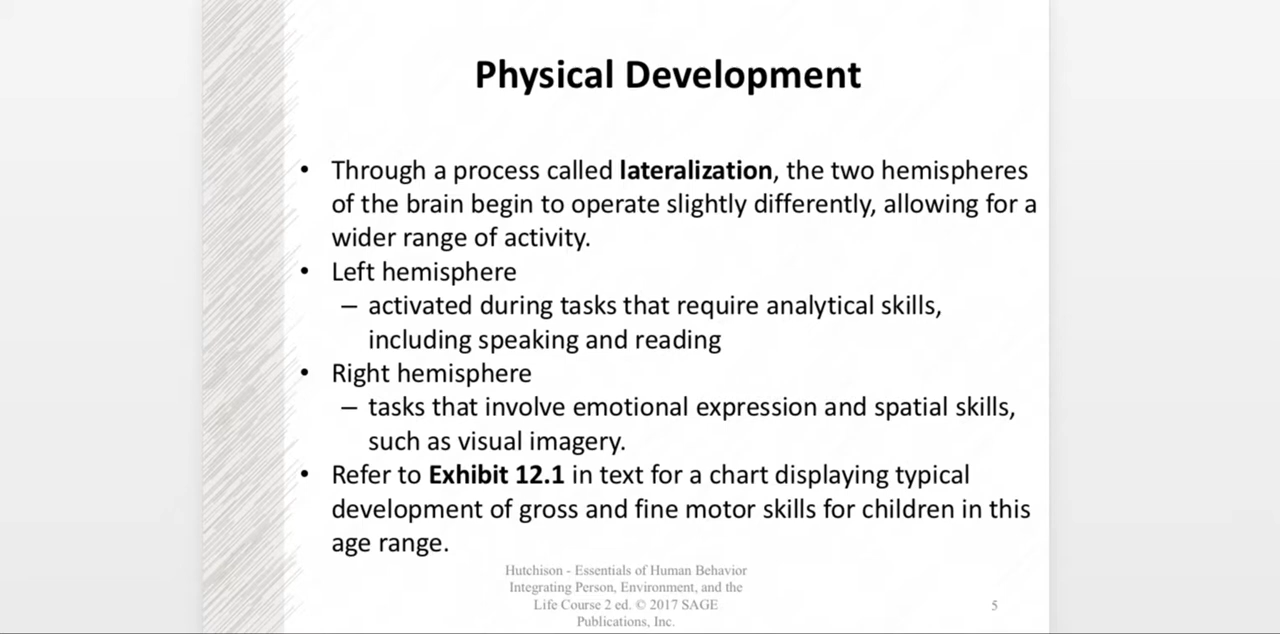 Physical Development
• Through a process called lateralization, the two hemispheres
of the brain begin to operate slightly differently, allowing for a
wider range of activity.
• Left hemisphere
– activated during tasks that require analytical skills,
including speaking and reading
• Right hemisphere
– tasks that involve emotional expression and spatial skills,
such as visual imagery.
• Refer to Exhibit 12.1 in text for a chart displaying typical
development of gross and fine motor skills for children in this
age range.
Hutchison - Essentials of Human Behavior
Integrating Person, Environment, and the
Life Course 2 ed. © 2017 SAGE
Publications, Inc.
5